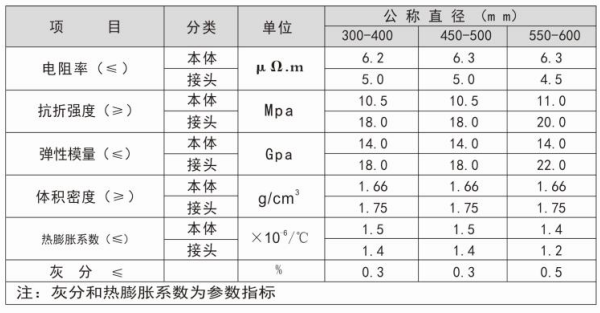 项 目 分类 单位 公称直径（mm）
300-400 450-500 550-600
电阻率（≤） 本体 μΩ.m 6.2 6.3 6.3
接头 5.0 5.0 4.5
抗折强度（≥） 本体 Mpa 10.5 10.5 11.0
接头 18.0 18.0 20.0
弹性模量（≤） 本体 Gpa 14.0 14.0 14.0
接头 18.0 18.0 22.0
体积密度（≥） 本体 g/cm³ 1.66 1.66 1.66
接头 1.75 1.75 1.75
热膨胀系数（≤） 本体 ×10⁻⁶/℃ 1.5 1.5 1.4
接头 1.4 1.4 1.2
灰分 ≤ % 0.3 0.3 0.5
注：灰分和热膨胀系数为参数指标